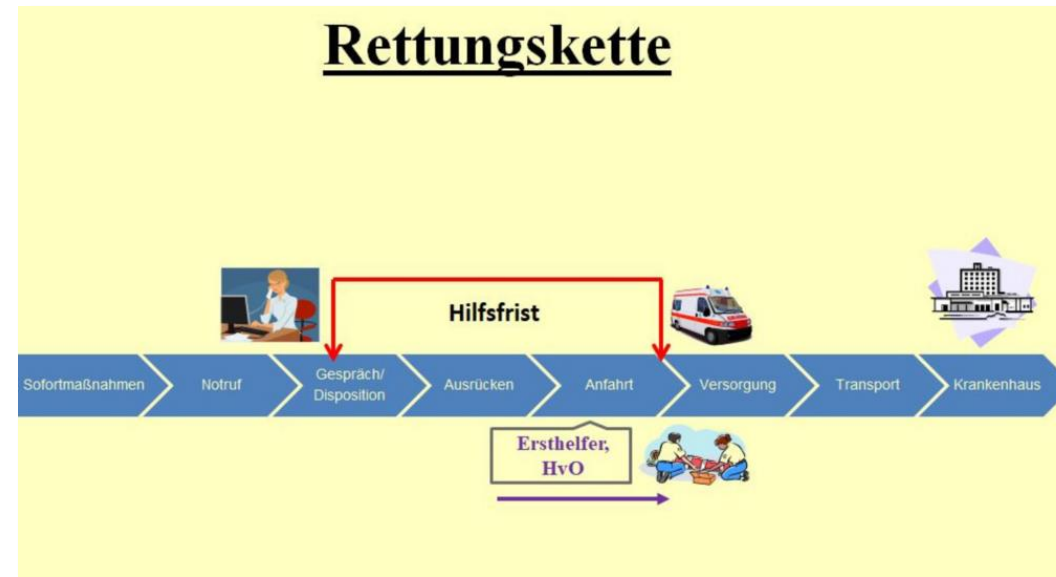 Rettungskette
Hilfsfrist
Sofortmaßnahmen
Notruf
Gespräch/
Disposition
Ausrücken
Anfahrt
Versorgung
Transport
Krankenhaus
Ersthelfer,
HvO